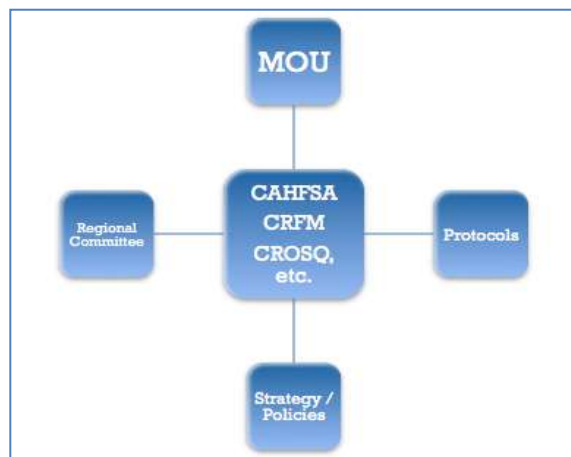 MOU
CAHFSA
CRFM
CROSQ,
etc.
Regional
Committee
Protocols
Strategy /
Policies